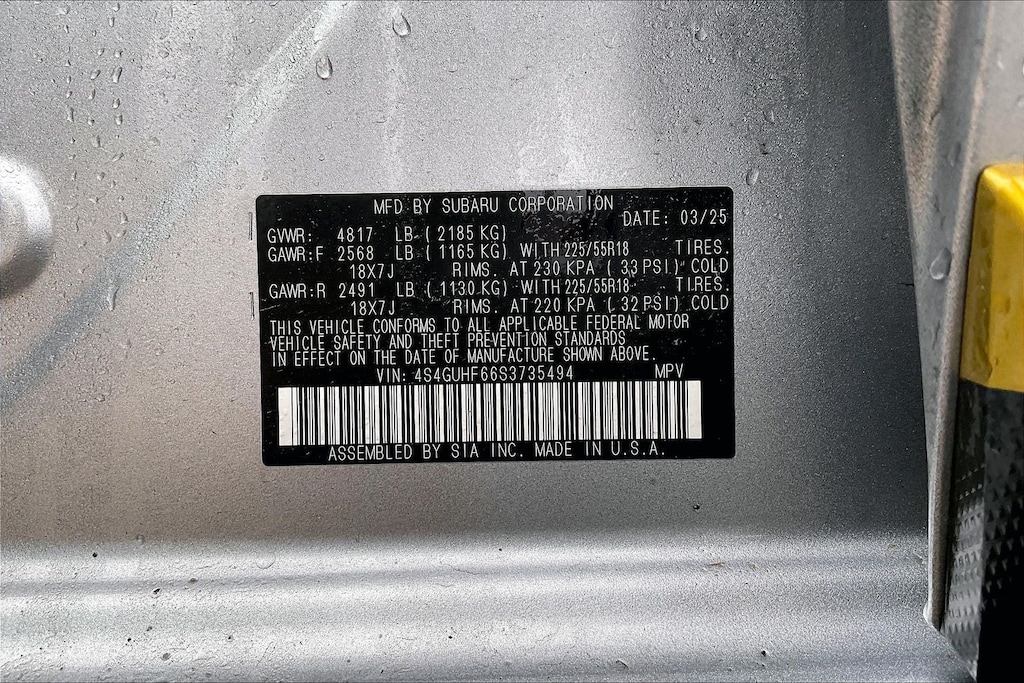 MFD BY SUBARU CORPORATION
DATE: 03/25
GVWR: 4817 LB (2185 KG)
GAWR:F 2568 LB (1165 KG) WITH 225/55R18 TIRES.
18X7J RIMS. AT 230 KPA (33 PSI) COLD
GAWR:R 2491 LB (1130 KG) WITH 225/55R18 TIRES.
18X7J RIMS. AT 220 KPA (32 PSI) COLD
THIS VEHICLE CONFORMS TO ALL APPLICABLE FEDERAL MOTOR
VEHICLE SAFETY AND THEFT PREVENTION STANDARDS
IN EFFECT ON THE DATE OF MANUFACTURE SHOWN ABOVE.
VIN: 4S4GUHF66S3735494 MPV
ASSEMBLED BY SIA INC. MADE IN U.S.A.